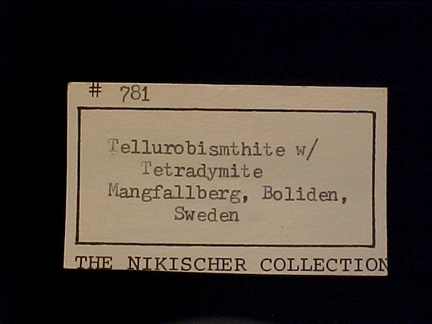 # 781
Tellurobismthite w/
Tetradymite
Mangfallberg, Boliden,
Sweden
THE NIKISCHER COLLECTION